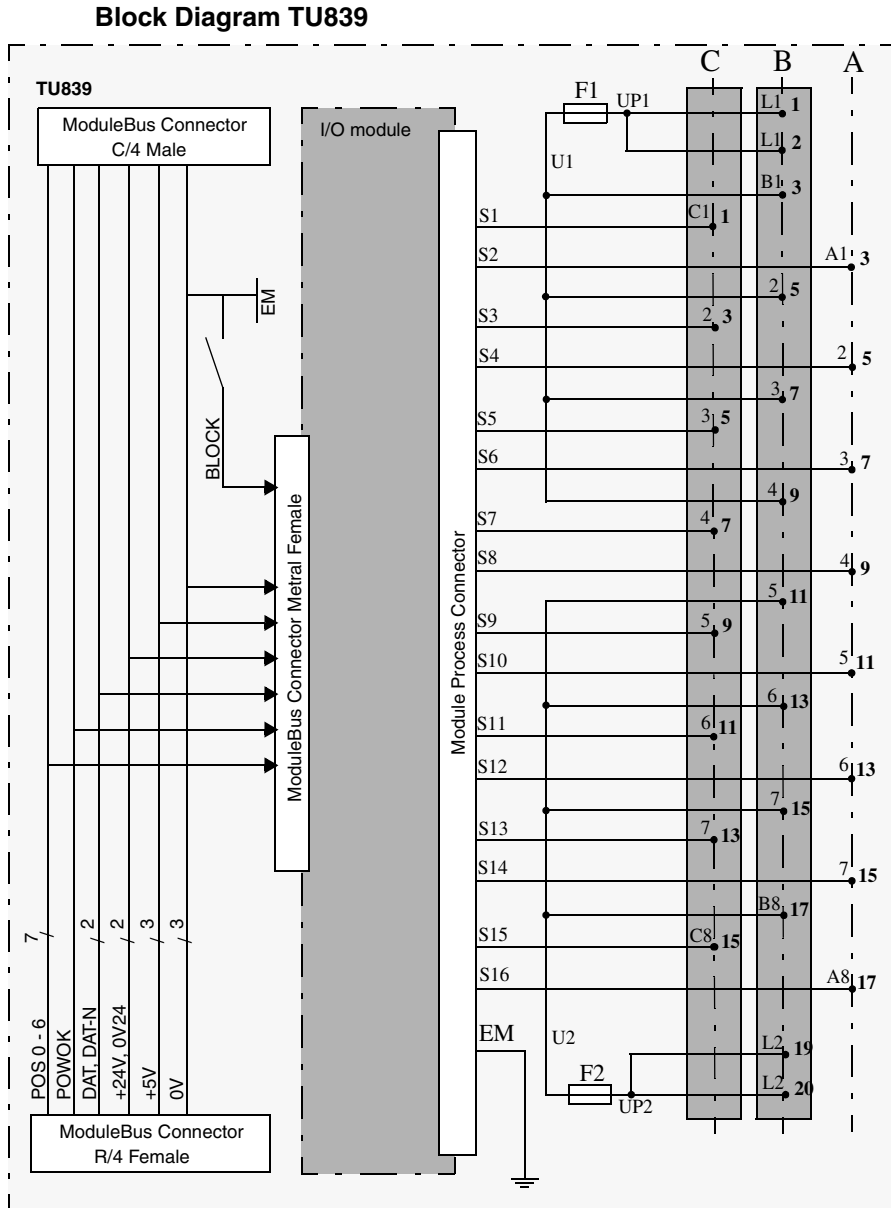 Block Diagram TU839
C B A
TU839
ModuleBus Connector
C/4 Male
I/O module
F1
UP1
L1 1
L1 2
U1
B1 3
S1
C1 1
S2
A1 3
2 5
S3
2 3
S4
2 5
3 7
S5
3 5
S6
3 7
4 9
S7
4 7
S8
4 9
5 11
S9
5 9
S10
5 11
6 13
S11
6 11
S12
6 13
7 15
S13
7 13
S14
7 15
B8 17
S15
C8 15
S16
A8 17
EM
U2
L2 19
F2
UP2
L2 20
EM
BLOCK
ModuleBus Connector Metral Female
Module Process Connector
7
2
2
3
3
POS 0 - 6
POWOK
DAT, DAT-N
+24V, 0V24
+5V
0V
ModuleBus Connector
R/4 Female